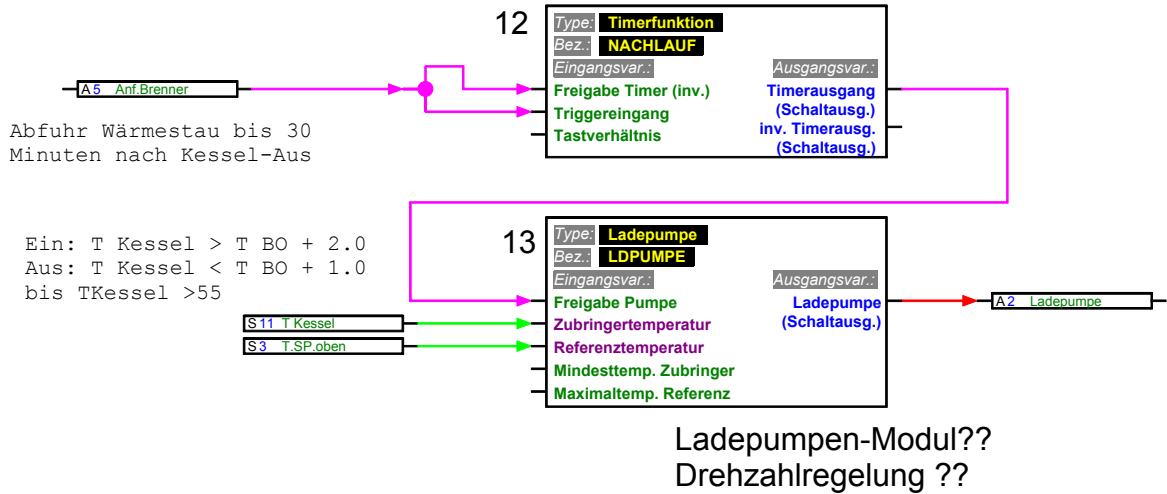 12
Type: Timerfunktion
Bez.: NACHLAUF
Eingangsvar.: Ausgangsvar.:
A 5 Anf.Brenner
Freigabe Timer (inv.) Timerausgang
Triggereingang (Schaltausg.)
Tastverhältnis inv. Timerausg.
(Schaltausg.)
Abfuhr Wärmestau bis 30
Minuten nach Kessel-Aus
Ein: T Kessel > T BO + 2.0
Aus: T Kessel < T BO + 1.0
bis TKessel >55
13
Type: Ladepumpe
Bez.: LDPUMPE
Eingangsvar.: Ausgangsvar.:
Freigabe Pumpe Ladepumpe
A 2 Ladepumpe
S 11 T Kessel
Zubringertemperatur (Schaltausg.)
S 3 T.SP.oben
Referenztemperatur
Mindesttemp. Zubringer
Maximaltemp. Referenz
Ladepumpen-Modul??
Drehzahlregelung ??